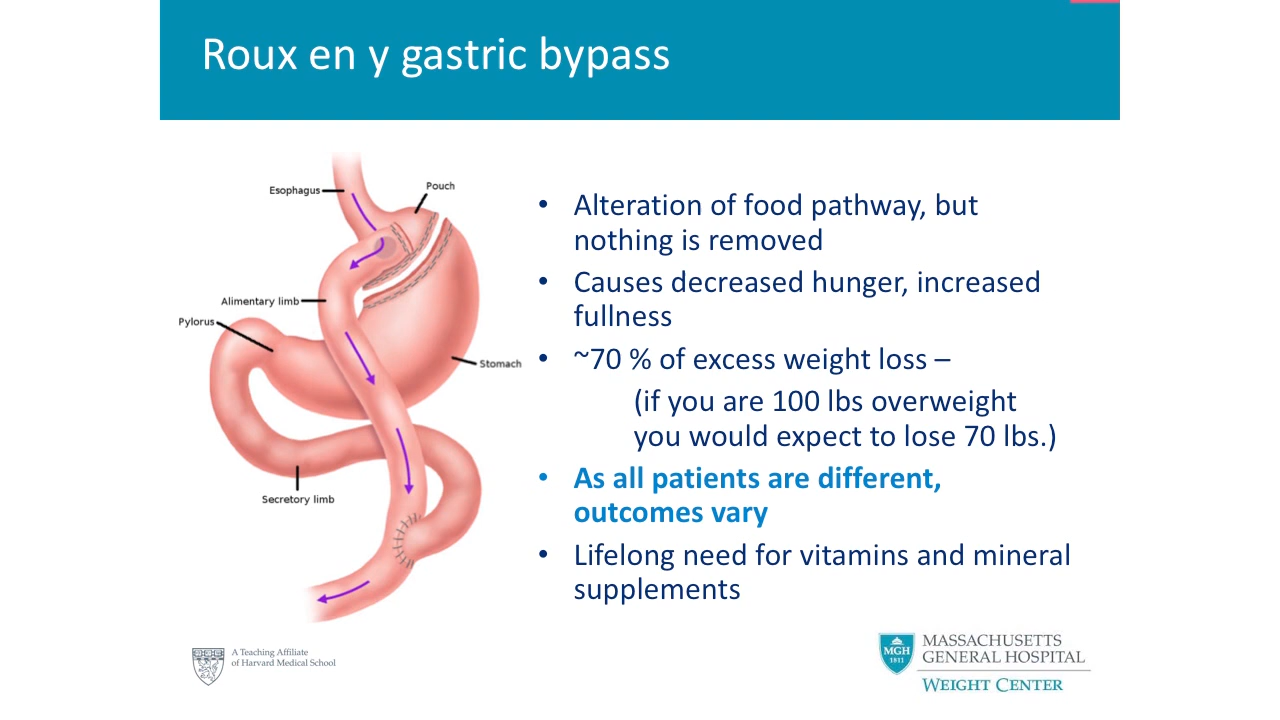 Roux en y gastric bypass
Esophagus
Pouch
Alimentary limb
Pylorus
Stomach
Secretory limb
• Alteration of food pathway, but
nothing is removed
• Causes decreased hunger, increased
fullness
• ~70 % of excess weight loss –
(if you are 100 lbs overweight
you would expect to lose 70 lbs.)
• As all patients are different,
outcomes vary
• Lifelong need for vitamins and mineral
supplements
A Teaching Affiliate
of Harvard Medical School
MGH
1811
MASSACHUSETTS
GENERAL HOSPITAL
WEIGHT CENTER